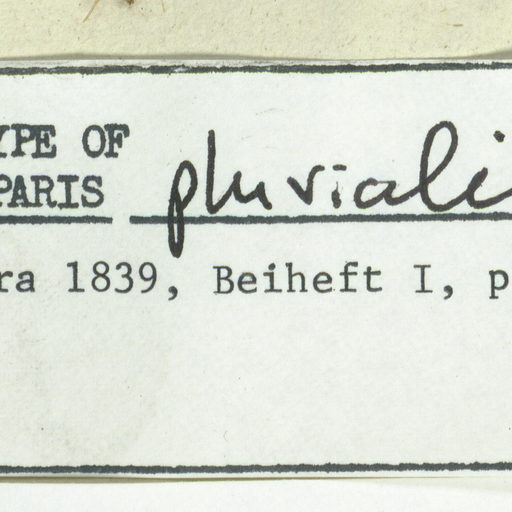 YPE OF
PARIS pluviali
ra 1839, Beiheft I, p